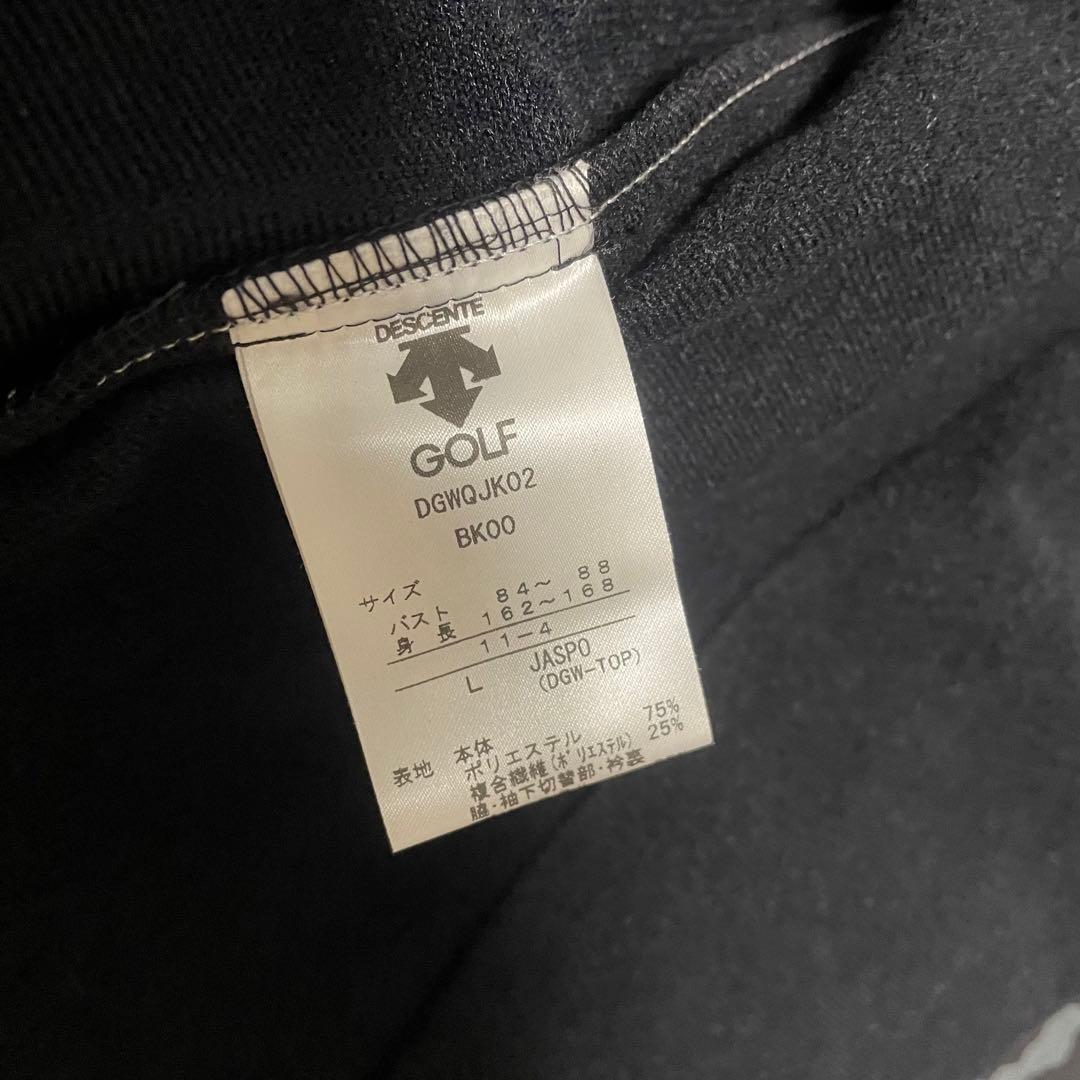 DESCENTE
GOLF
DGWQJK02
BK00
サイズ
バスト 84～ 88
身 長 162～168
11-4
L JASPO
(DGW-TOP)
表地 本体
ポリエステル 75%
複合繊維(ﾎﾟﾘｴｽﾃﾙ) 25%
脇・袖下切替部・衿裏